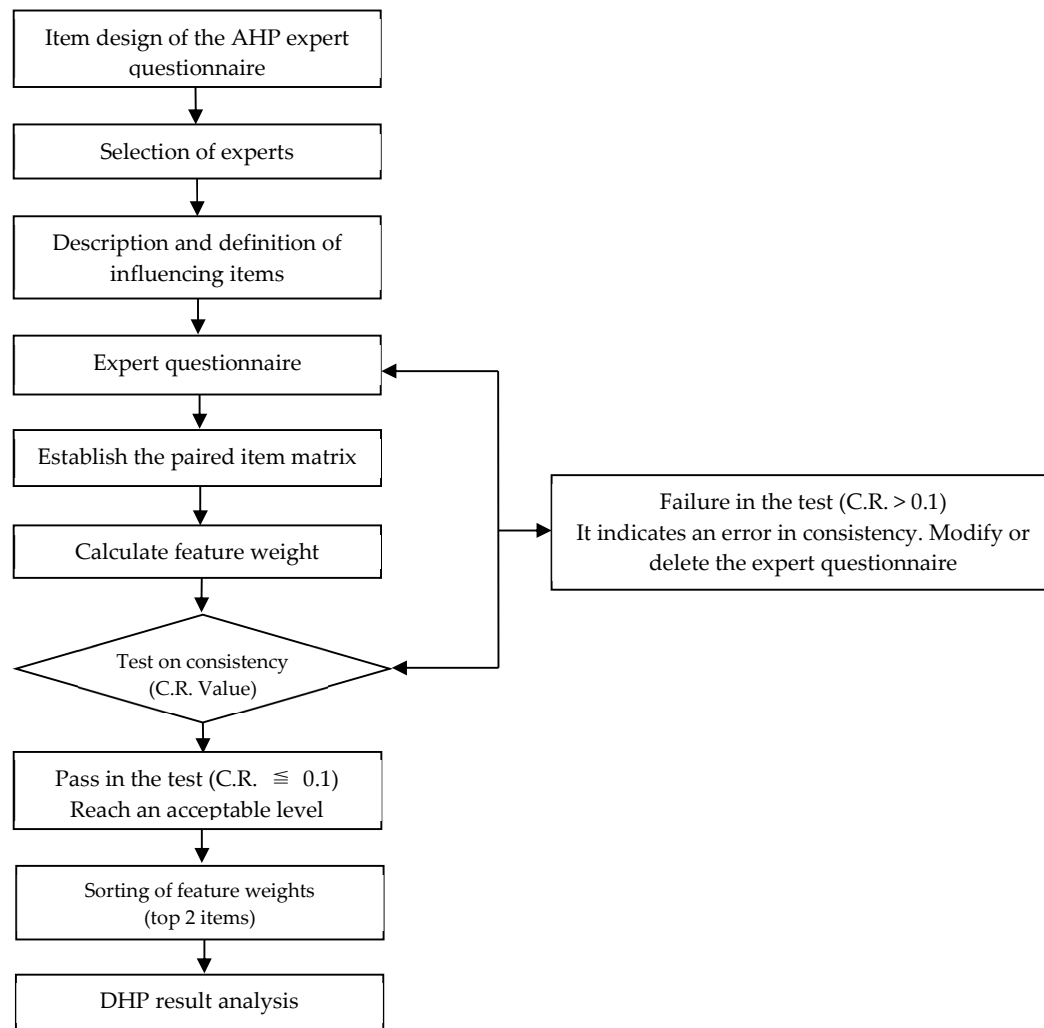 Item design of the AHP expert
questionnaire
Selection of experts
Description and definition of
influencing items
Expert questionnaire
Establish the paired item matrix
Calculate feature weight
Failure in the test (C.R. > 0.1)
It indicates an error in consistency. Modify or
delete the expert questionnaire
Test on consistency
(C.R. Value)
Pass in the test (C.R. ≦ 0.1)
Reach an acceptable level
Sorting of feature weights
(top 2 items)
DHP result analysis